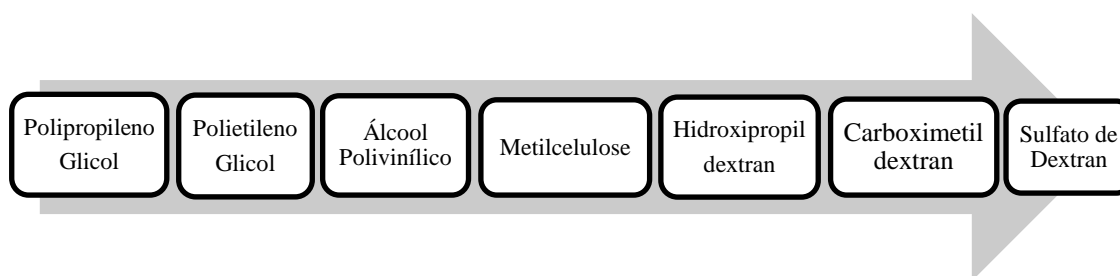 Polipropileno
Glicol
Polietileno
Glicol
Álcool
Polivinílico
Metilcelulose
Hidroxipropil
dextran
Carboximetil
dextran
Sulfato de
Dextran